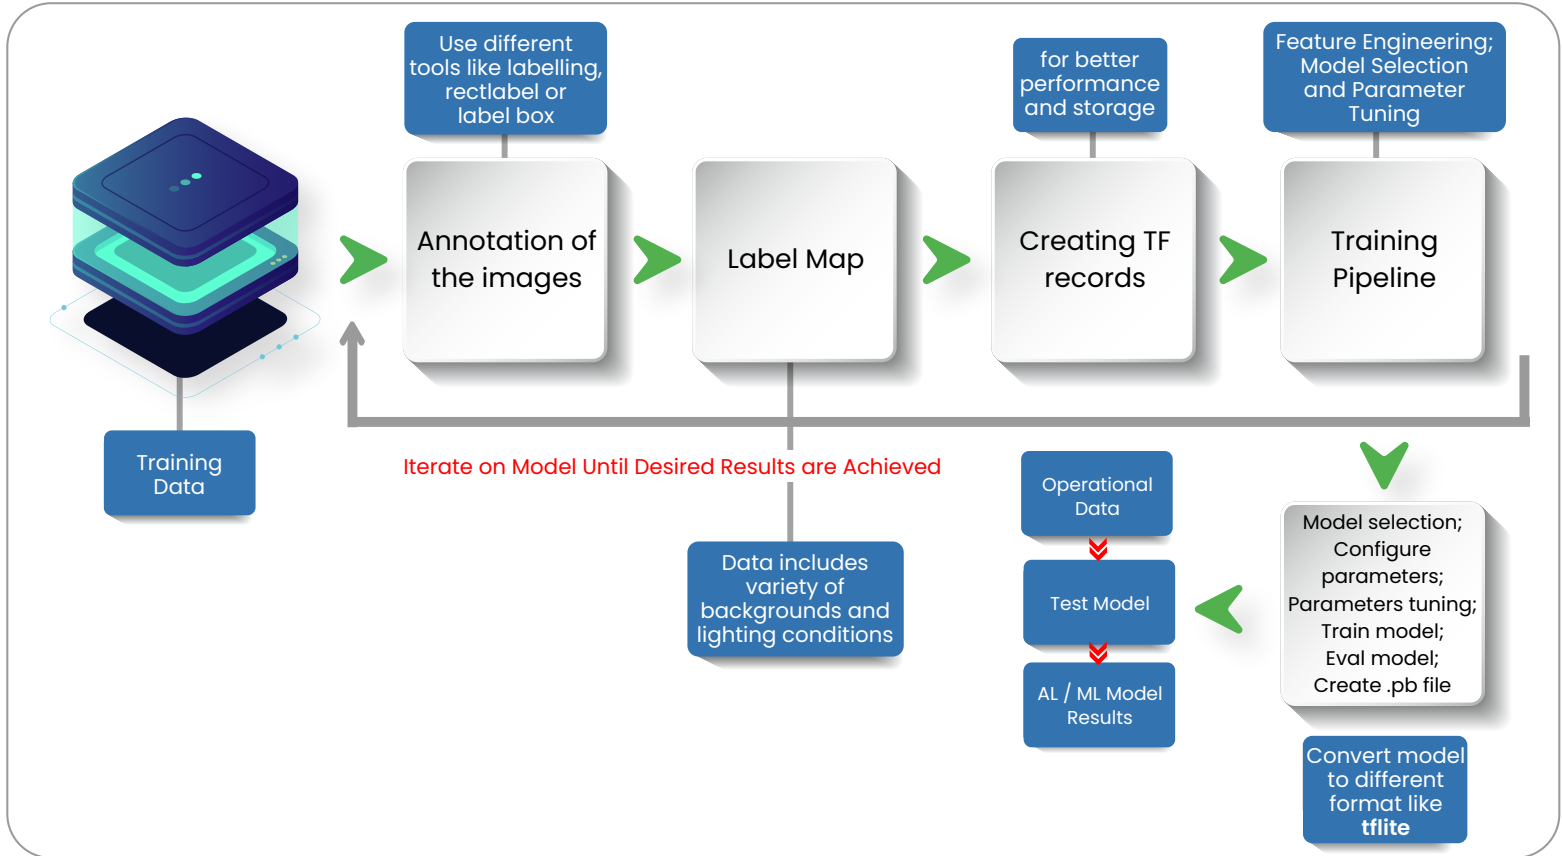 Use different
tools like labelling,
rectlabel or
label box
for better
performance
and storage
Feature Engineering;
Model Selection
and Parameter
Tuning
Annotation of
the images
Label Map
Creating TF
records
Training
Pipeline
Training
Data
Iterate on Model Until Desired Results are Achieved
Data includes
variety of
backgrounds and
lighting conditions
Operational
Data
Test Model
AL / ML Model
Results
Model selection;
Configure
parameters;
Parameters tuning;
Train model;
Eval model;
Create .pb file
Convert model
to different
format like
tflite